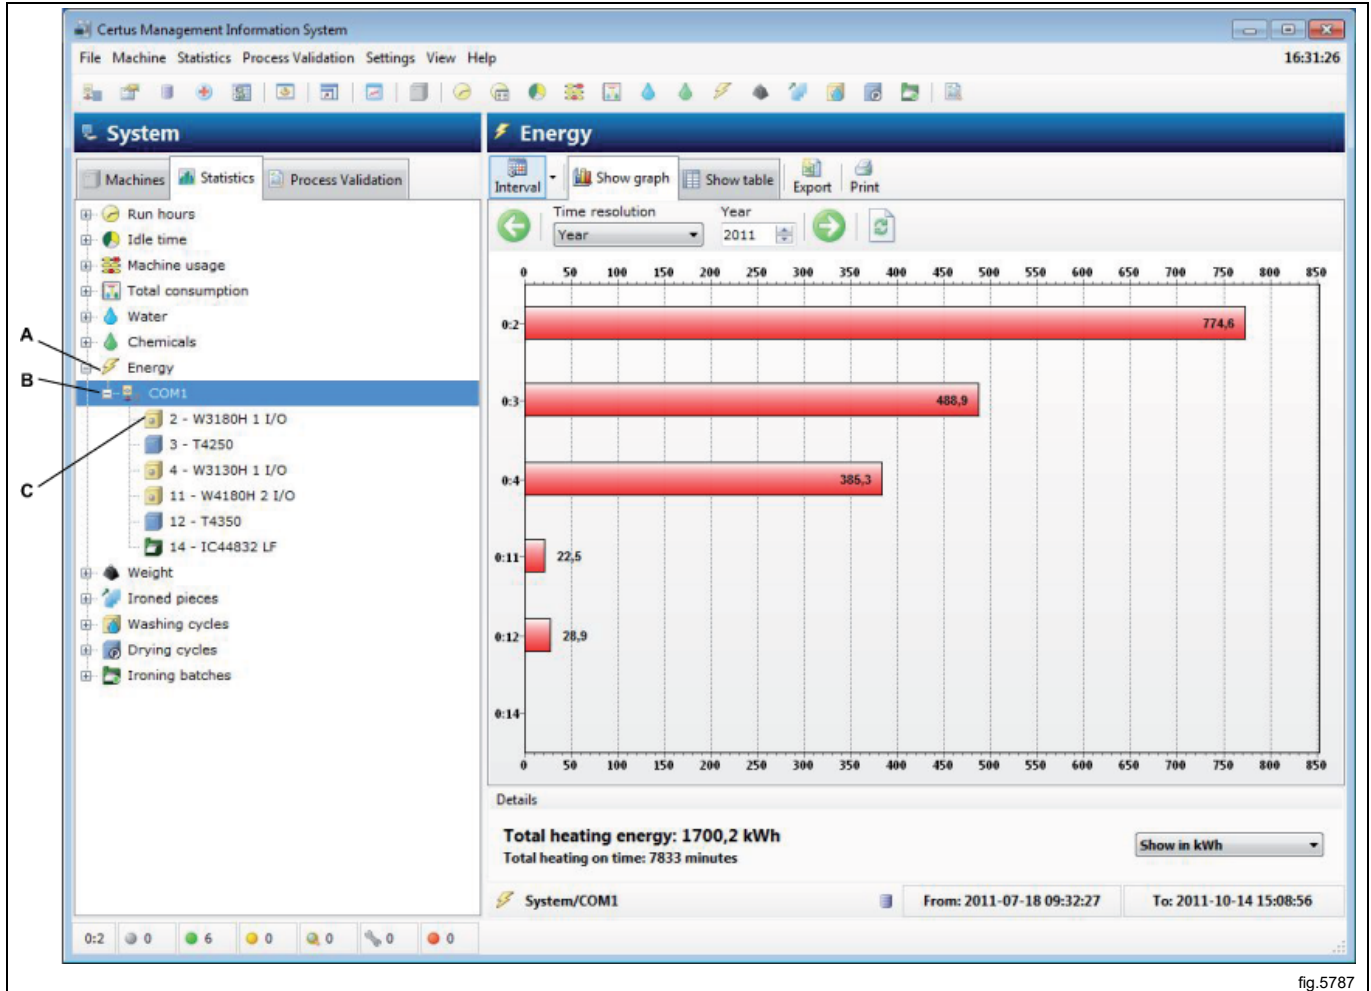 Certus Management Information System
File Machine Statistics Process Validation Settings View Help 16:31:26
System
Machines Statistics Process Validation
Run hours
Idle time
Machine usage
Total consumption
Water
Chemicals
A
Energy
B
COM1
2 - W3180H 1 I/O
3 - T4250
4 - W3130H 1 I/O
C
11 - W4180H 2 I/O
12 - T4350
14 - IC44832 LF
Weight
Ironed pieces
Washing cycles
Drying cycles
Ironing batches
Energy
Interval Show graph Show table Export Print
Time resolution Year
Year 2011
0 50 100 150 200 250 300 350 400 450 500 550 600 650 700 750 800 850
0:2 774,6
0:3 488,9
0:4 385,3
0:11 22,5
0:12 28,9
0:14
0 50 100 150 200 250 300 350 400 450 500 550 600 650 700 750 800 850
Details
Total heating energy: 1700,2 kWh
Total heating on time: 7833 minutes
Show in kWh
System/COM1 From: 2011-07-18 09:32:27 To: 2011-10-14 15:08:56
0:2 0 6 0 0 0 0
fig.5787